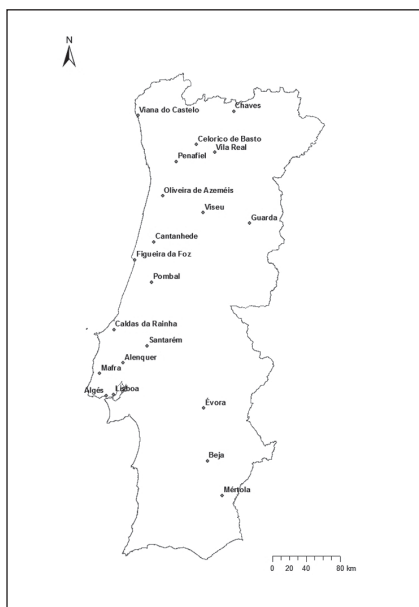 N
Viana do Castelo
Chaves
Celorico de Basto
Vila Real
Penafiel
Oliveira de Azeméis
Viseu
Guarda
Cantanhede
Figueira da Foz
Pombal
Caldas da Rainha
Santarém
Alenquer
Mafra
Algés
Lisboa
Évora
Beja
Mértola
0 20 40 80 km